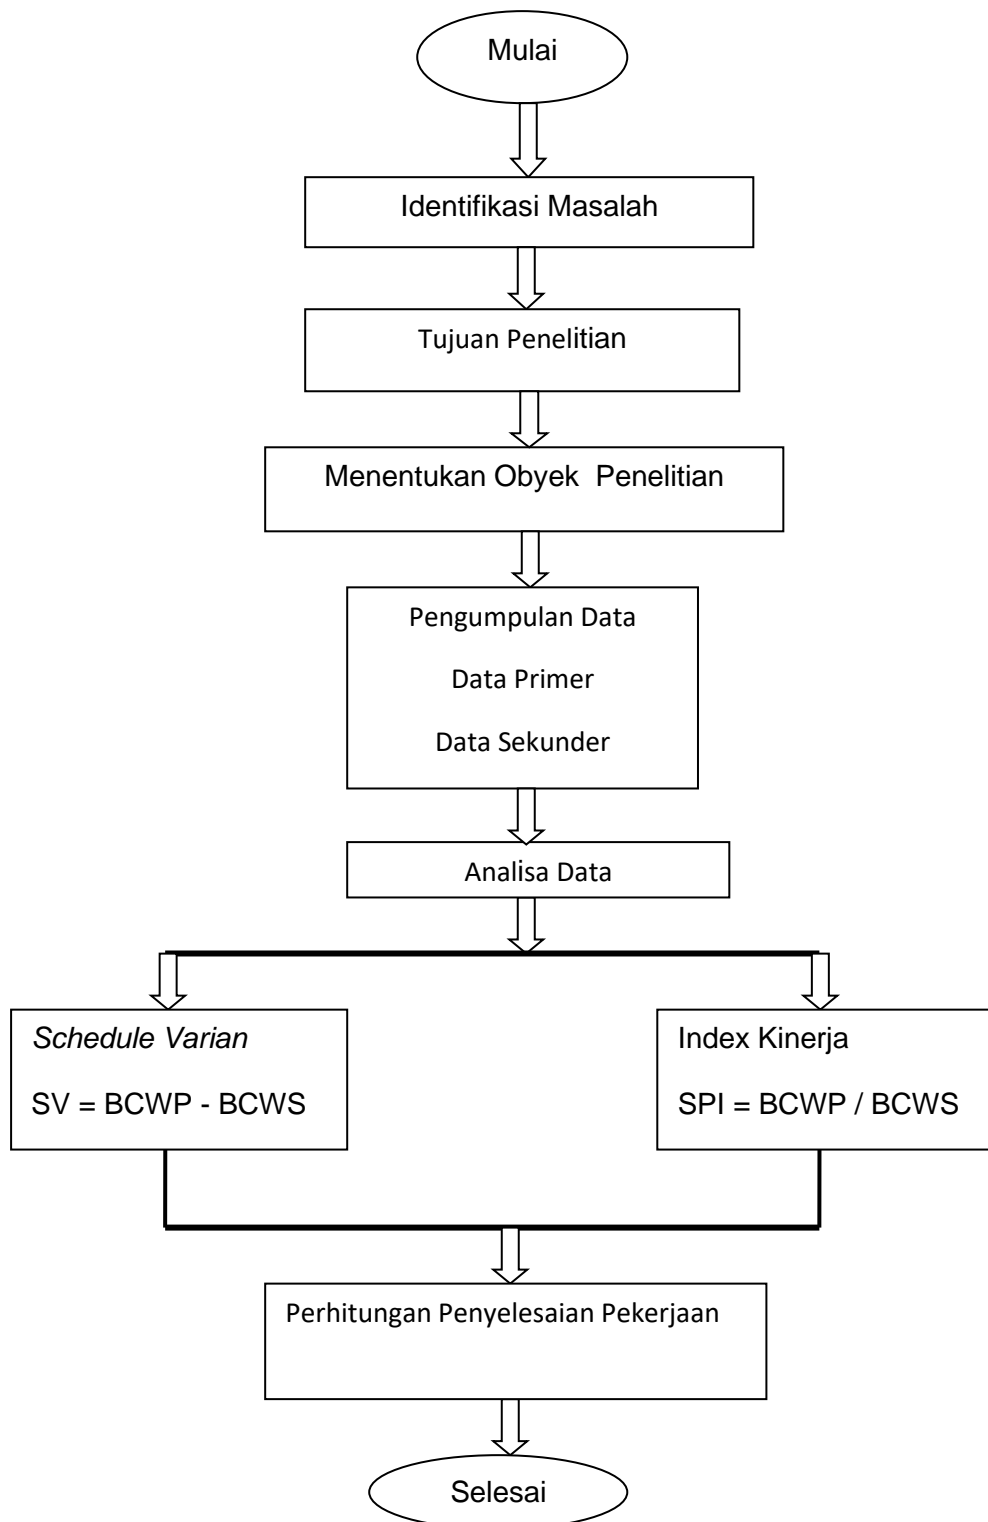 Mulai
Identifikasi Masalah
Tujuan Penelitian
Menentukan Obyek  Penelitian
Pengumpulan Data
Data Primer
Data Sekunder
Analisa Data
Schedule Varian
SV = BCWP - BCWS
Index Kinerja
SPI = BCWP / BCWS
Perhitungan Penyelesaian Pekerjaan
Selesai